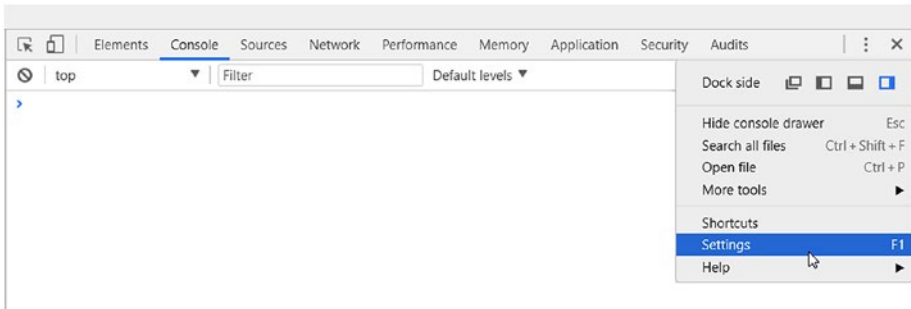 Elements Console Sources Network Performance Memory Application Security Audits
top Filter Default levels
Dock side
Hide console drawer Esc
Search all files Ctrl + Shift + F
Open file Ctrl + P
More tools
Shortcuts
Settings F1
Help